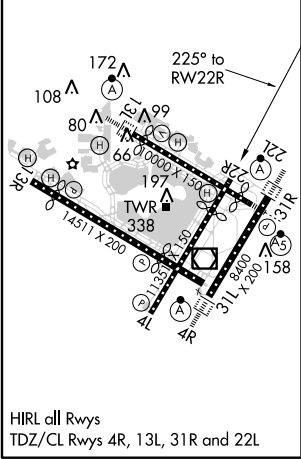 225° to
RW22R
172
A
108
13L
99
80
A
H
H
66
10000 X 150
22L
A
22R
H
13R
H
197
TWR
338
31R
P
A5
158
14511 X 200
11351 X 150
8400 X 200
31L
P
A
4L
A
4R
HIRL all Rwys
TDZ/CL Rwys 4R, 13L, 31R and 22L